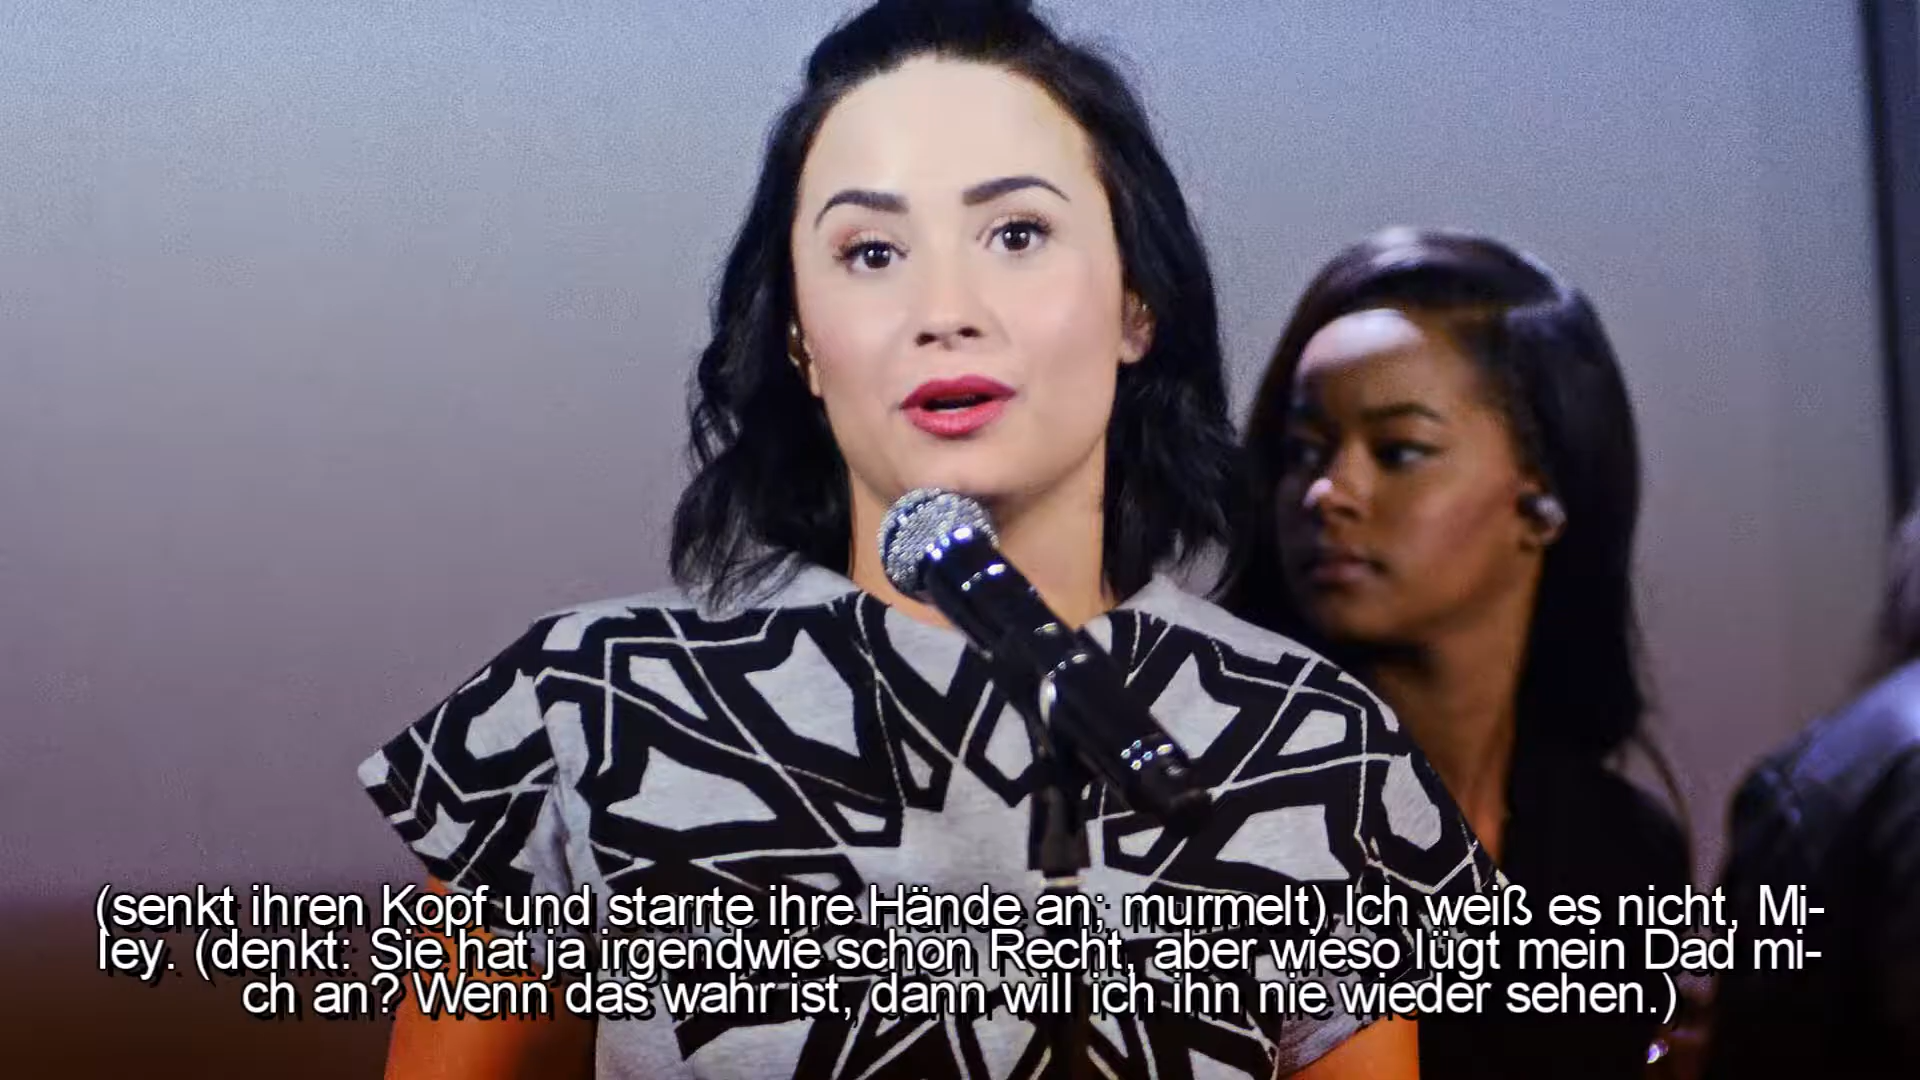 (senkt ihren Kopf und starrte ihre Hände an; murmelt) Ich weiß es nicht, Mi-
ley. (denkt: Sie hat ja irgendwie schon Recht, aber wieso lügt mein Dad mi-
ch an? Wenn das wahr ist, dann will ich ihn nie wieder sehen.)